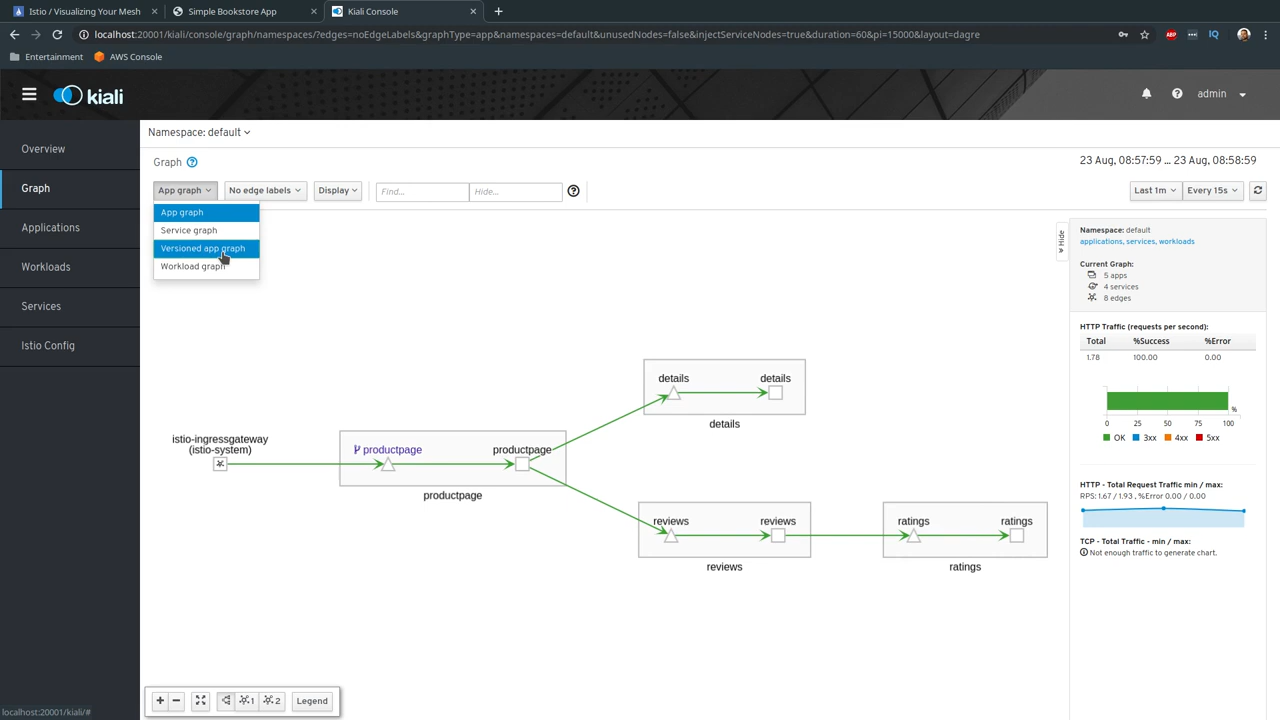 Istio / Visualizing Your Mesh
Simple Bookstore App
Kiali Console
localhost:20001/kiali/console/graph/namespaces/?edges=noEdgeLabels&graphType=app&namespaces=default&unusedNodes=false&injectServiceNodes=true&duration=60&pi=15000&layout=dagre
Entertainment
AWS Console
kiali
admin
Namespace: default
Overview
Graph
Applications
Workloads
Services
Istio Config
Graph
23 Aug, 08:57:59 ... 23 Aug, 08:58:59
App graph
No edge labels
Display
Find...
Hide...
Last 1m
Every 15s
App graph
Service graph
Versioned app graph
Workload graph
Hide
Namespace: default
applications, services, workloads
Current Graph:
5 apps
4 services
8 edges
HTTP Traffic (requests per second):
Total %Success %Error
1.78 100.00 0.00
%
0 25 50 75 100
OK 3xx 4xx 5xx
HTTP - Total Request Traffic min / max:
RPS: 1.67 / 1.93 , %Error 0.00 / 0.00
TCP - Total Traffic - min / max:
Not enough traffic to generate chart.
details
details
details
istio-ingressgateway
(istio-system)
productpage
productpage
productpage
reviews
reviews
reviews
ratings
ratings
ratings
1
2
Legend
localhost:20001/kiali/#